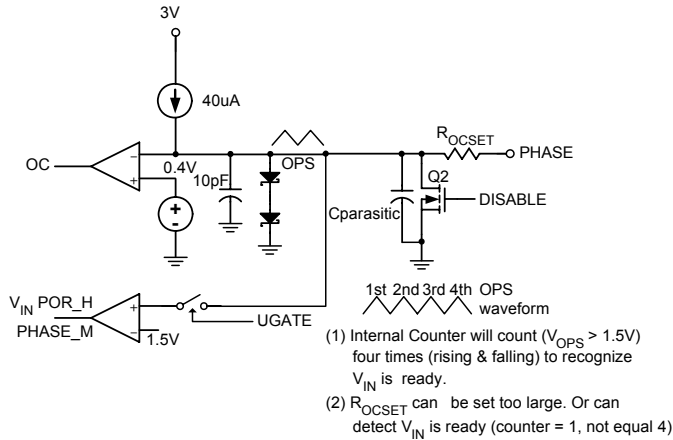 3V
40uA
R_OCSET
PHASE
OC
−
+
0.4V
10pF
OPS
Q2
DISABLE
Cparasitic
+
-
V_IN POR_H
PHASE_M
+
−
1.5V
UGATE
1st 2nd 3rd 4th OPS
waveform
(1) Internal Counter will count (V_OPS > 1.5V)
four times (rising & falling) to recognize
V_IN is ready.
(2) R_OCSET can be set too large. Or can
detect V_IN is ready (counter = 1, not equal 4)